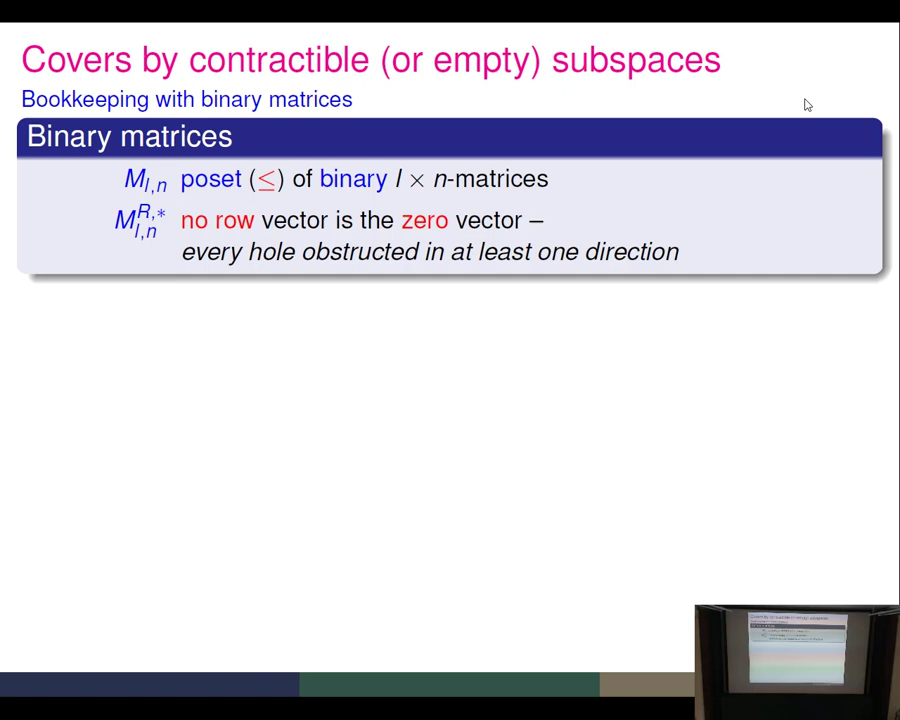 Covers by contractible (or empty) subspaces
Bookkeeping with binary matrices
Binary matrices
M_{l,n} poset (≤) of binary l × n-matrices
M_{l,n}^{R,*} no row vector is the zero vector –
every hole obstructed in at least one direction